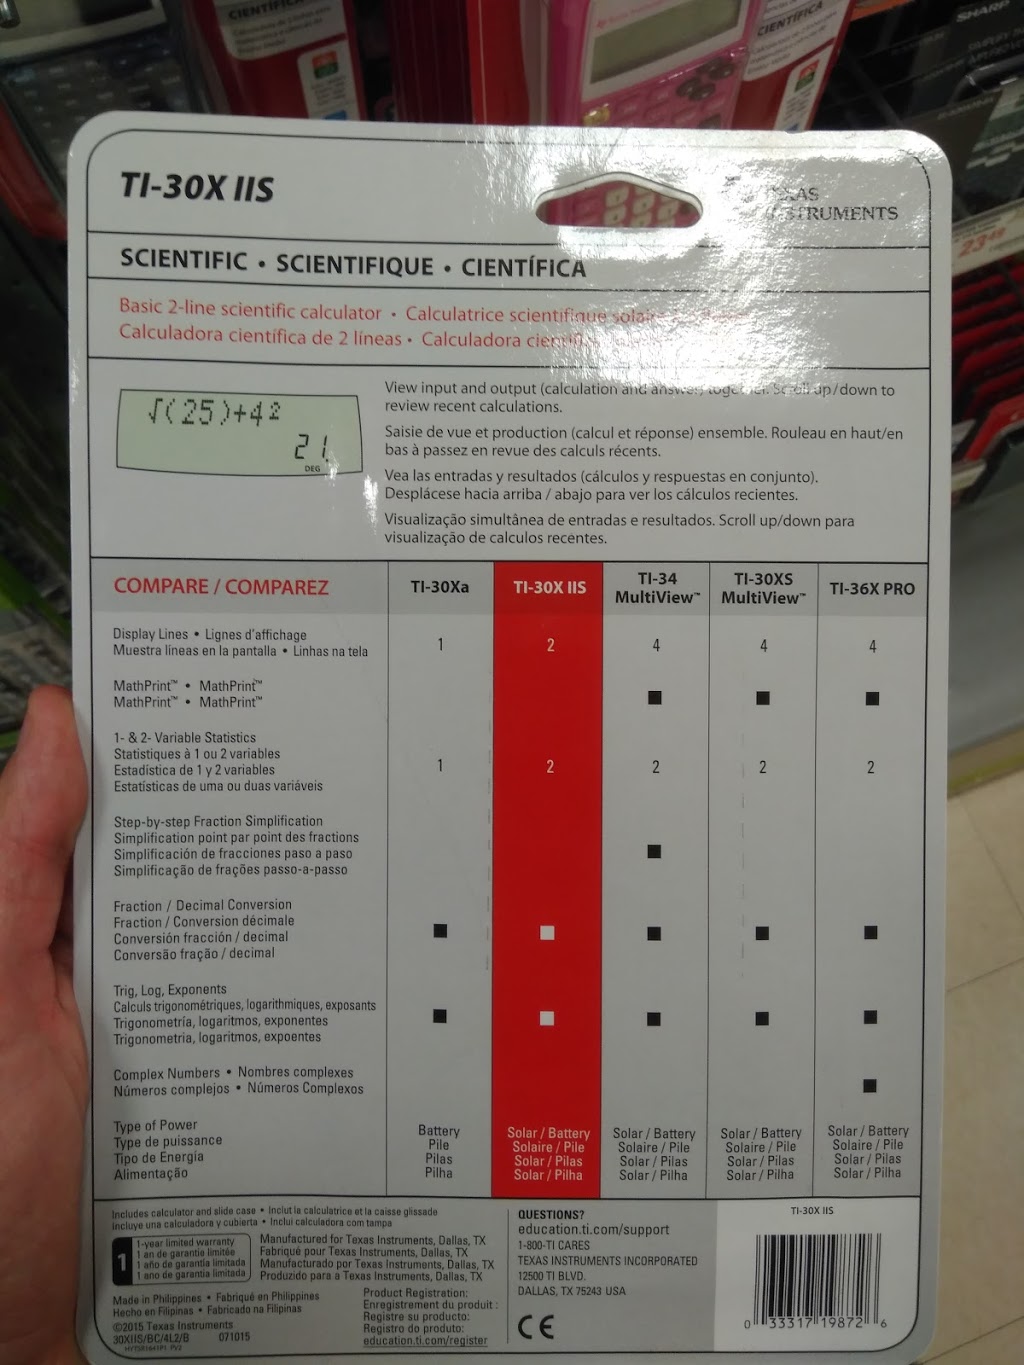 CIENTÍFICA
CIENTÍFICA
SHARP
23⁴⁹
TI-30X IIS
TEXAS
INSTRUMENTS
SCIENTIFIC • SCIENTIFIQUE • CIENTÍFICA
Basic 2-line scientific calculator • Calculatrice scientifique solaire
Calculadora científica de 2 líneas • Calculadora
√(25)+4²
21.
DEG
View input and output (calculation and answer) together. Scroll up/down to
review recent calculations.
Saisie de vue et production (calcul et réponse) ensemble. Rouleau en haut/en
bas à passez en revue des calculs récents.
Vea las entradas y resultados (cálculos y respuestas en conjunto).
Desplácese hacia arriba / abajo para ver los cálculos recientes.
Visualização simultânea de entradas e resultados. Scroll up/down para
visualização de calculos recentes.
COMPARE / COMPAREZ TI-30Xa TI-30X IIS TI-34 MultiView™ TI-30XS MultiView™ TI-36X PRO
Display Lines • Lignes d'affichage
Muestra líneas en la pantalla • Linhas na tela 1 2 4 4 4
MathPrint™ • MathPrint™ ■ ■ ■
MathPrint™ • MathPrint™
1- & 2- Variable Statistics
Statistiques à 1 ou 2 variables
Estadística de 1 y 2 variables 1 2 2 2 2
Estatísticas de uma ou duas variáveis
Step-by-step Fraction Simplification
Simplification point par point des fractions
Simplificación de fracciones paso a paso ■
Simplificação de frações passo-a-passo
Fraction / Decimal Conversion
Fraction / Conversion décimale
Conversión fracción / decimal ■ ■ ■ ■ ■
Conversão fração / decimal
Trig, Log, Exponents
Calculs trigonométriques, logarithmiques, exposants
Trigonometría, logaritmos, exponentes ■ ■ ■ ■ ■
Trigonometria, logaritmos, expoentes
Complex Numbers • Nombres complexes
Números complejos • Números Complexos ■
Type of Power Battery Solar / Battery Solar / Battery Solar / Battery Solar / Battery
Type de puissance Pile Solaire / Pile Solaire / Pile Solaire / Pile Solaire / Pile
Tipo de Energía Pilas Solar / Pilas Solar / Pilas Solar / Pilas Solar / Pilas
Alimentação Pilha Solar / Pilha Solar / Pilha Solar / Pilha Solar / Pilha
Includes calculator and slide case • Inclut la calculatrice et la caisse glissade
Incluye una calculadora y cubierta • Inclui calculadora com tampa
1
1-year limited warranty
1 an de garantie limitée
1 año de garantía limitada
1 ano de garantia limitada
Manufactured for Texas Instruments, Dallas, TX
Fabriqué pour Texas Instruments, Dallas, TX
Manufacturado por Texas Instruments, Dallas, TX
Produzido para a Texas Instruments, Dallas, TX
Made in Philippines • Fabriqué en Philippines
Hecho en Filipinas • Fabricado na Filipinas
©2015 Texas Instruments
30XIIS/BC/4L2/B 071015
Product Registration:
Enregistrement du produit :
Registre su producto:
Registro do produto:
education.ti.com/register
QUESTIONS?
education.ti.com/support
1-800-TI CARES
TEXAS INSTRUMENTS INCORPORATED
12500 TI BLVD.
DALLAS, TX 75243 USA
CE
TI-30X IIS
0 33317 19872 6